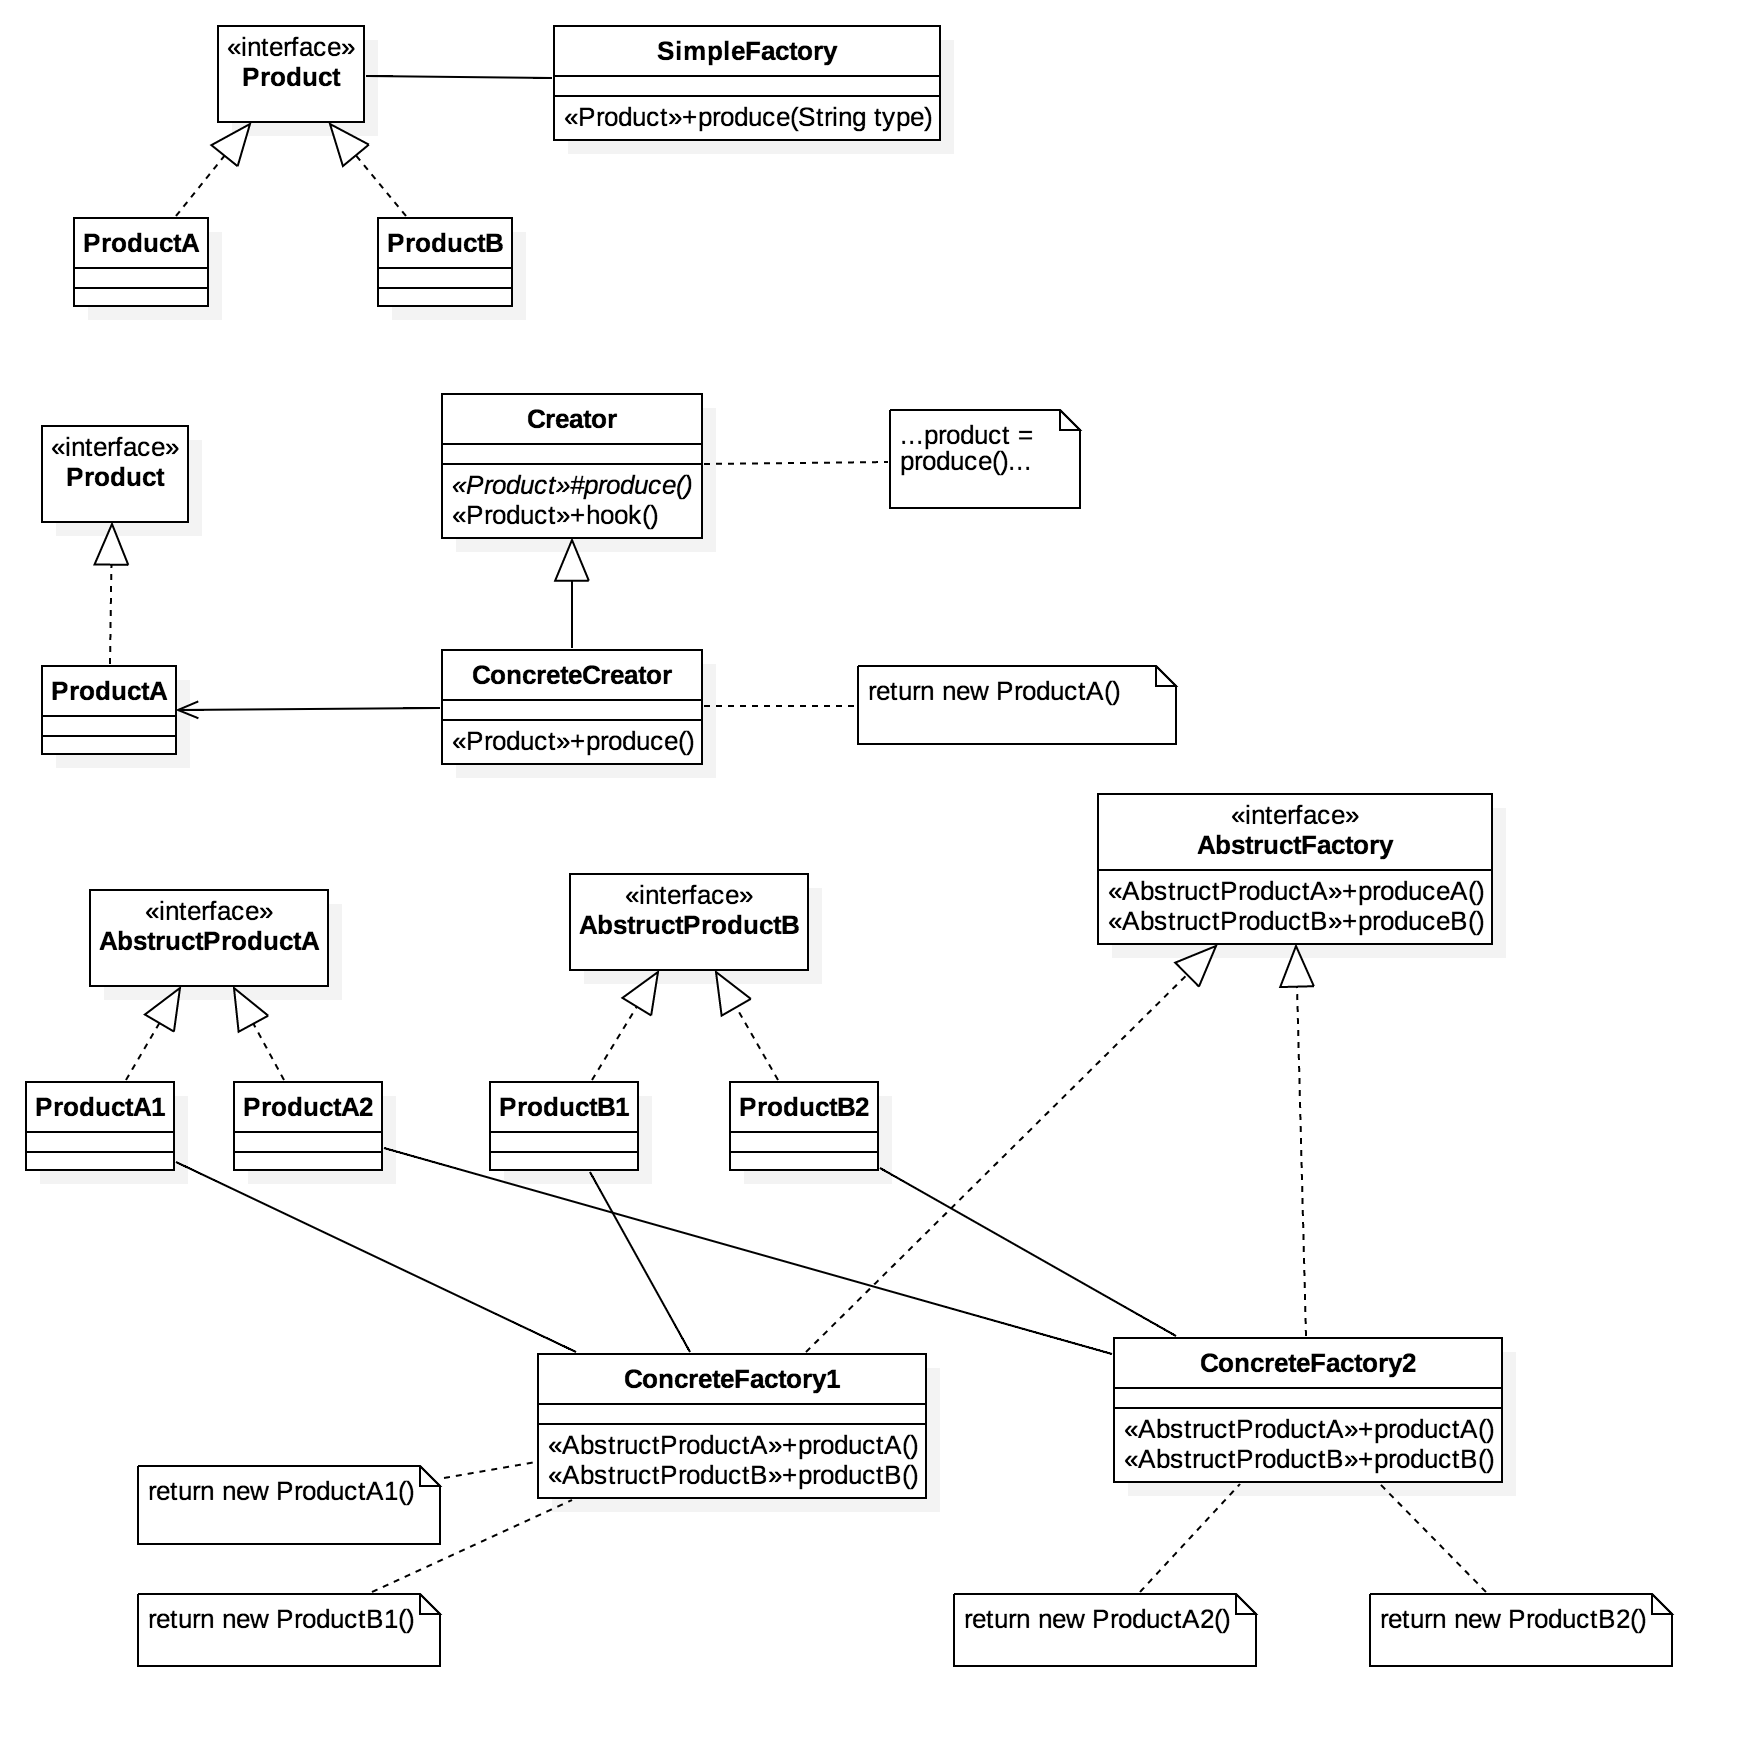 «interface»
Product
SimpleFactory
«Product»+produce(String type)
ProductA
ProductB
«interface»
Product
Creator
«Product»#produce()
«Product»+hook()
...product =
produce()...
ProductA
ConcreteCreator
«Product»+produce()
return new ProductA()
«interface»
AbstructProductA
«interface»
AbstructProductB
«interface»
AbstructFactory
«AbstructProductA»+produceA()
«AbstructProductB»+produceB()
ProductA1
ProductA2
ProductB1
ProductB2
ConcreteFactory1
«AbstructProductA»+productA()
«AbstructProductB»+productB()
ConcreteFactory2
«AbstructProductA»+productA()
«AbstructProductB»+productB()
return new ProductA1()
return new ProductB1()
return new ProductA2()
return new ProductB2()